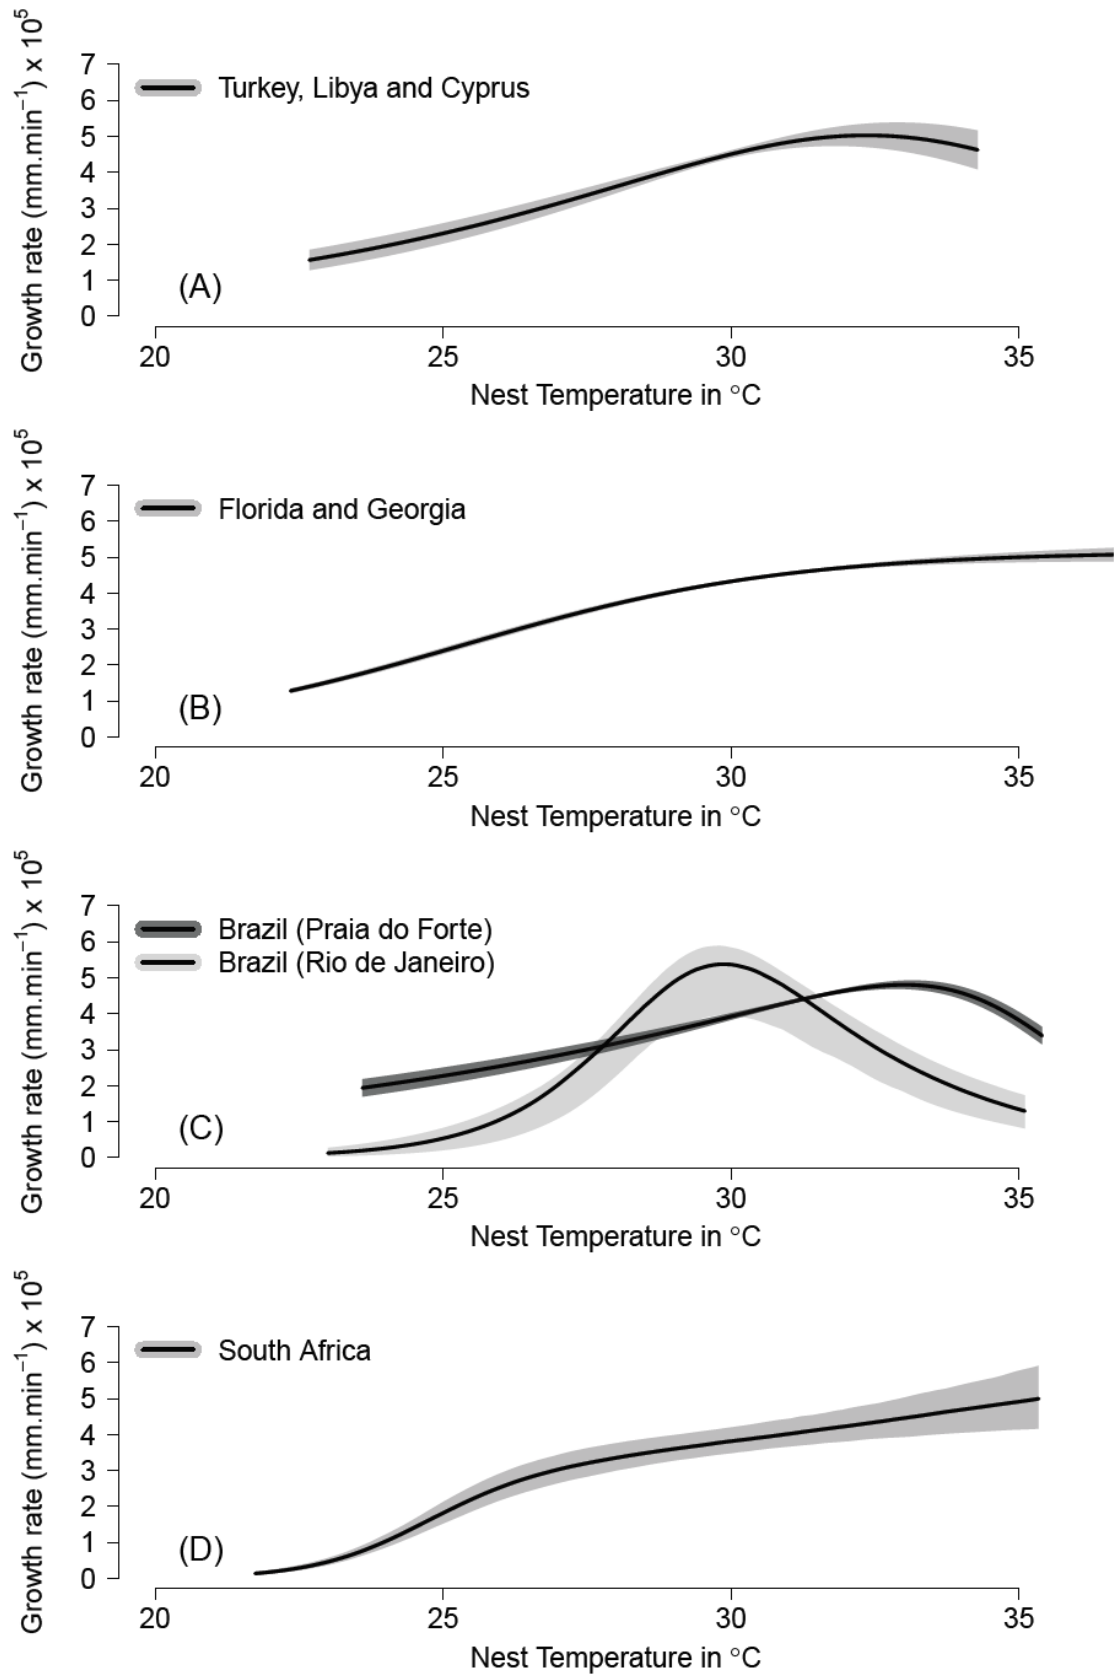 Growth rate (mm.min⁻¹) x 10⁵
7
6
5
4
3
2
1
0
Turkey, Libya and Cyprus
(A)
20 25 30 35
Nest Temperature in °C
Growth rate (mm.min⁻¹) x 10⁵
7
6
5
4
3
2
1
0
Florida and Georgia
(B)
20 25 30 35
Nest Temperature in °C
Growth rate (mm.min⁻¹) x 10⁵
7
6
5
4
3
2
1
0
Brazil (Praia do Forte)
Brazil (Rio de Janeiro)
(C)
20 25 30 35
Nest Temperature in °C
Growth rate (mm.min⁻¹) x 10⁵
7
6
5
4
3
2
1
0
South Africa
(D)
20 25 30 35
Nest Temperature in °C